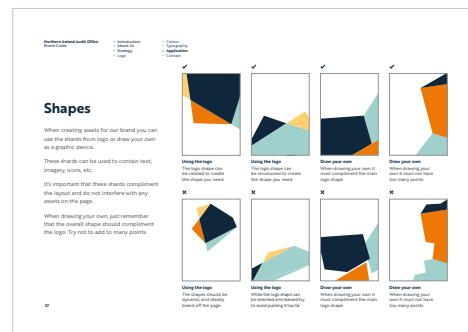 Northern Ireland Audit Office
Brand Guide
– Introduction
– About Us
– Strategy
– Logo
– Colour
– Typography
– Application
– Contact
Shapes
When creating assets for our brand you can
use the shards from logo or draw your own
as a graphic device.
These shards can be used to contain text,
imagery, icons, etc.
It's important that these shards compliment
the layout and do not interfere with any
assets on the page.
When drawing your own, just remember
that the overall shape should compliment
the logo. Try not to add to many points.
Using the logo
The logo shape can
be rotated to create
the shape you need
Using the logo
The logo shape can
be recoloured to create
the shape you need
Draw your own
When drawing your own it
must compliment the main
logo shape
Draw your own
When drawing your
own it must not have
too many points
Using the logo
The shapes should be
dynamic and ideally
bleed off the page
Using the logo
While the logo shape can
be stretched and skewed try
to avoid pushing it too far
Draw your own
When drawing your own it
must compliment the main
logo shape
Draw your own
When drawing your
own it must not have
too many points
37